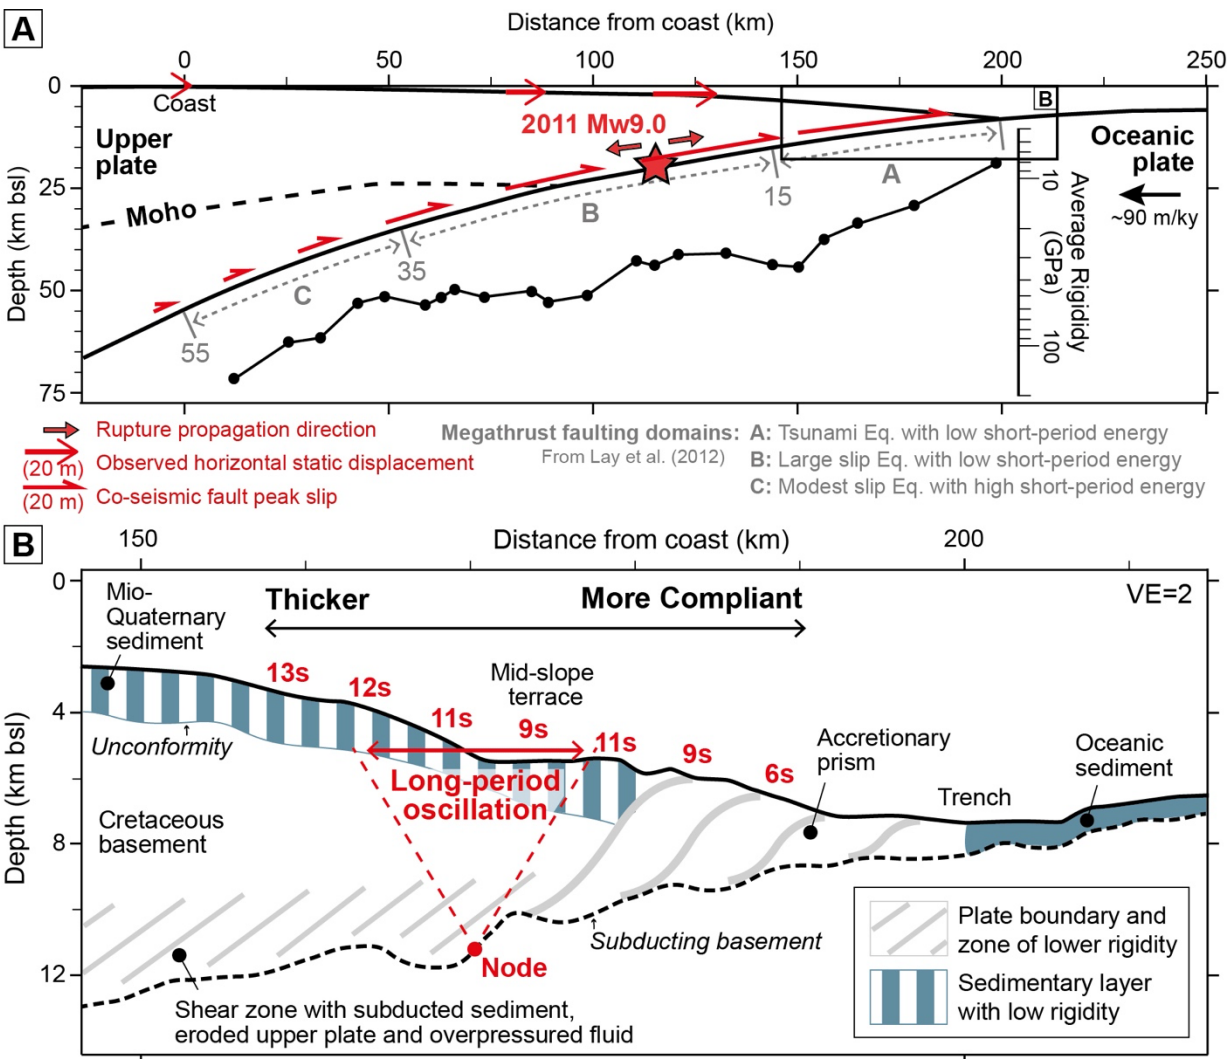 A
Distance from coast (km)
0
50
100
150
200
250
0
25
50
75
Depth (km bsl)
Coast
B
2011 Mw9.0
Upper plate
Oceanic plate
~90 m/ky
Moho
A
B
C
15
35
55
10
100
Average Rigididy (GPa)
Rupture propagation direction
(20 m) Observed horizontal static displacement
(20 m) Co-seismic fault peak slip
Megathrust faulting domains: A: Tsunami Eq. with low short-period energy
From Lay et al. (2012) B: Large slip Eq. with low short-period energy
C: Modest slip Eq. with high short-period energy
B
150
Distance from coast (km)
200
0
4
8
12
Depth (km bsl)
Mio-
Quaternary
sediment
Thicker
More Compliant
VE=2
13s
12s
11s
9s
11s
9s
6s
Mid-slope
terrace
Unconformity
Long-period
oscillation
Accretionary
prism
Oceanic
sediment
Trench
Cretaceous
basement
Subducting basement
Node
Shear zone with subducted sediment,
eroded upper plate and overpressured fluid
Plate boundary and
zone of lower rigidity
Sedimentary layer
with low rigidity